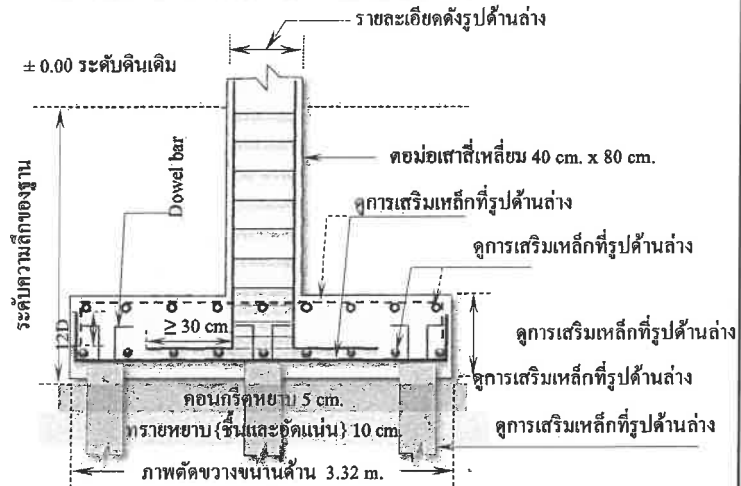 รายละเอียดดังรูปด้านล่าง
± 0.00 ระดับดินเดิม
ระดับความลึกของฐาน
Dowel bar
ตอม่อเสาสี่เหลี่ยม 40 cm. x 80 cm.
ดูการเสริมเหล็กที่รูปด้านล่าง
ดูการเสริมเหล็กที่รูปด้านล่าง
12D
≥ 30 cm
ดูการเสริมเหล็กที่รูปด้านล่าง
ดูการเสริมเหล็กที่รูปด้านล่าง
คอนกรีตหยาบ 5 cm.
ทรายหยาบ{ชื้นและอัดแน่น} 10 cm.
ดูการเสริมเหล็กที่รูปด้านล่าง
ภาพตัดขวางขนานด้าน 3.32 m.